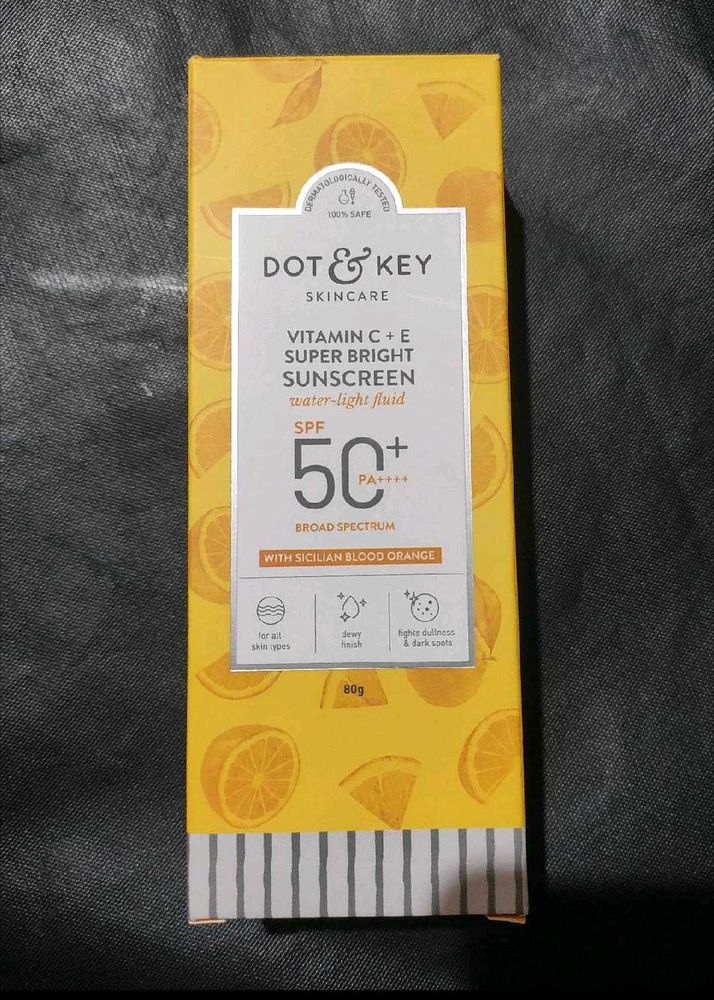 DERMATOLOGICALLY TESTED
100% SAFE
DOT & KEY
SKINCARE
VITAMIN C + E
SUPER BRIGHT
SUNSCREEN
water-light fluid
SPF
50+
PA++++
BROAD SPECTRUM
WITH SICILIAN BLOOD ORANGE
for all
skin types
dewy
finish
fights dullness
& dark spots
80g